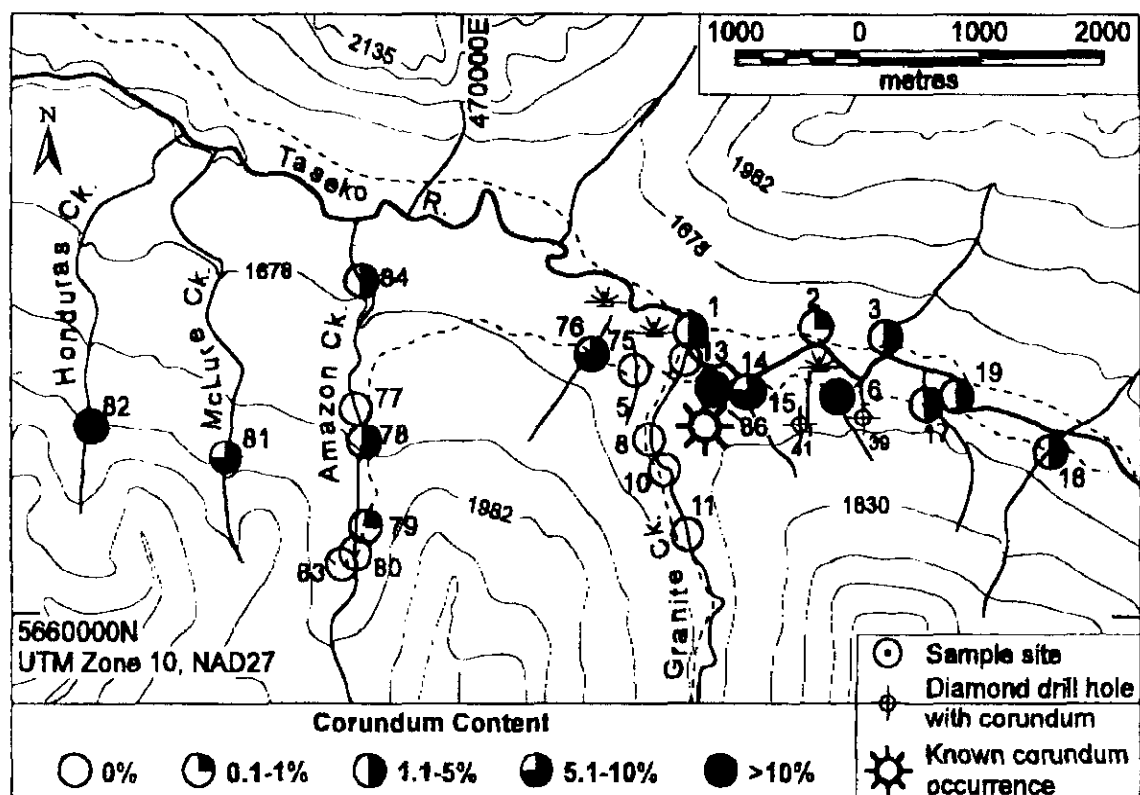 2135
470000E
1000 0 1000 2000
metres
N
Taseko R.
1982
1678
Honduras Ck.
McLure Ck.
1678
Amazon Ck.
84
1
2
3
76
75
13
14
19
77
5
15
6
86
17
82
81
78
8
41
39
10
18
79
1982
11
1830
83
80
Granite Ck.
5660000N
UTM Zone 10, NAD27
Sample site
Diamond drill hole
with corundum
Known corundum
occurrence
Corundum Content
0% 0.1-1% 1.1-5% 5.1-10% >10%